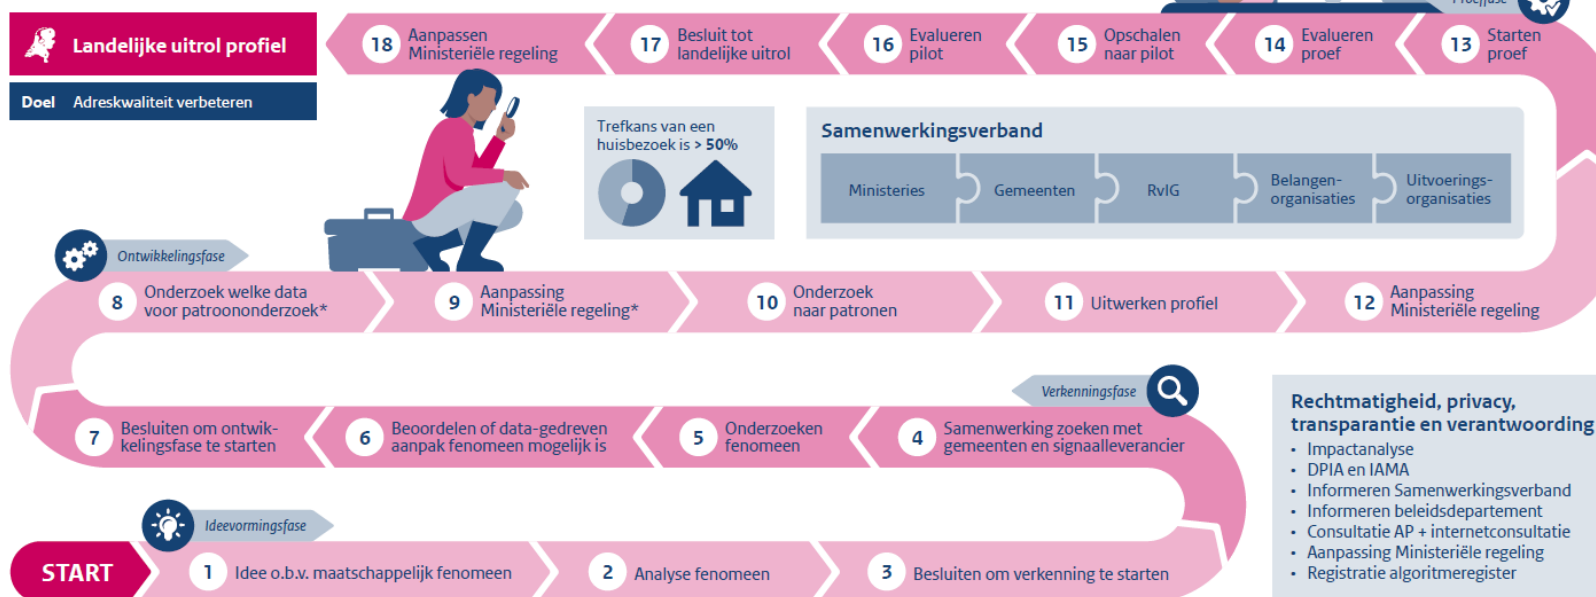 Proeffase
Landelijke uitrol profiel
18 Aanpassen
Ministeriële regeling
17 Besluit tot
landelijke uitrol
16 Evalueren
pilot
15 Opschalen
naar pilot
14 Evalueren
proef
13 Starten
proef
Doel Adreskwaliteit verbeteren
Trefkans van een
huisbezoek is > 50%
Samenwerkingsverband
Ministeries
Gemeenten
RvIG
Belangen-
organisaties
Uitvoerings-
organisaties
Ontwikkelingsfase
8 Onderzoek welke data
voor patroononderzoek*
9 Aanpassing
Ministeriële regeling*
10 Onderzoek
naar patronen
11 Uitwerken profiel
12 Aanpassing
Ministeriële regeling
Verkenningsfase
7 Besluiten om ontwik-
kelingsfase te starten
6 Beoordelen of data-gedreven
aanpak fenomeen mogelijk is
5 Onderzoeken
fenomeen
4 Samenwerking zoeken met
gemeenten en signaalleverancier
Rechtmatigheid, privacy,
transparantie en verantwoording
• Impactanalyse
• DPIA en IAMA
• Informeren Samenwerkingsverband
• Informeren beleidsdepartement
• Consultatie AP + internetconsultatie
• Aanpassing Ministeriële regeling
• Registratie algoritmeregister
Ideevormingsfase
START
1 Idee o.b.v. maatschappelijk fenomeen
2 Analyse fenomeen
3 Besluiten om verkenning te starten